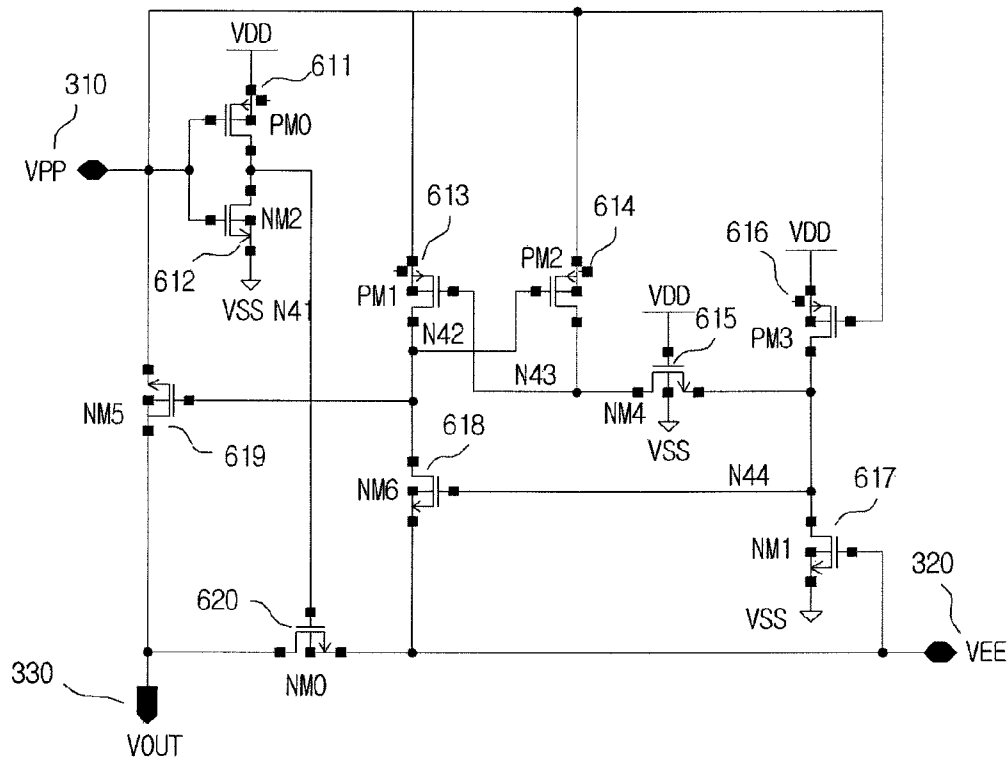 VDD
611
310
PM0
VPP
613
614
NM2
616
VDD
612
PM2
VDD
PM1
615
VSS
N41
N42
PM3
N43
NM5
NM4
618
VSS
619
NM6
N44
617
NM1
320
620
VSS
330
VEE
NM0
VOUT